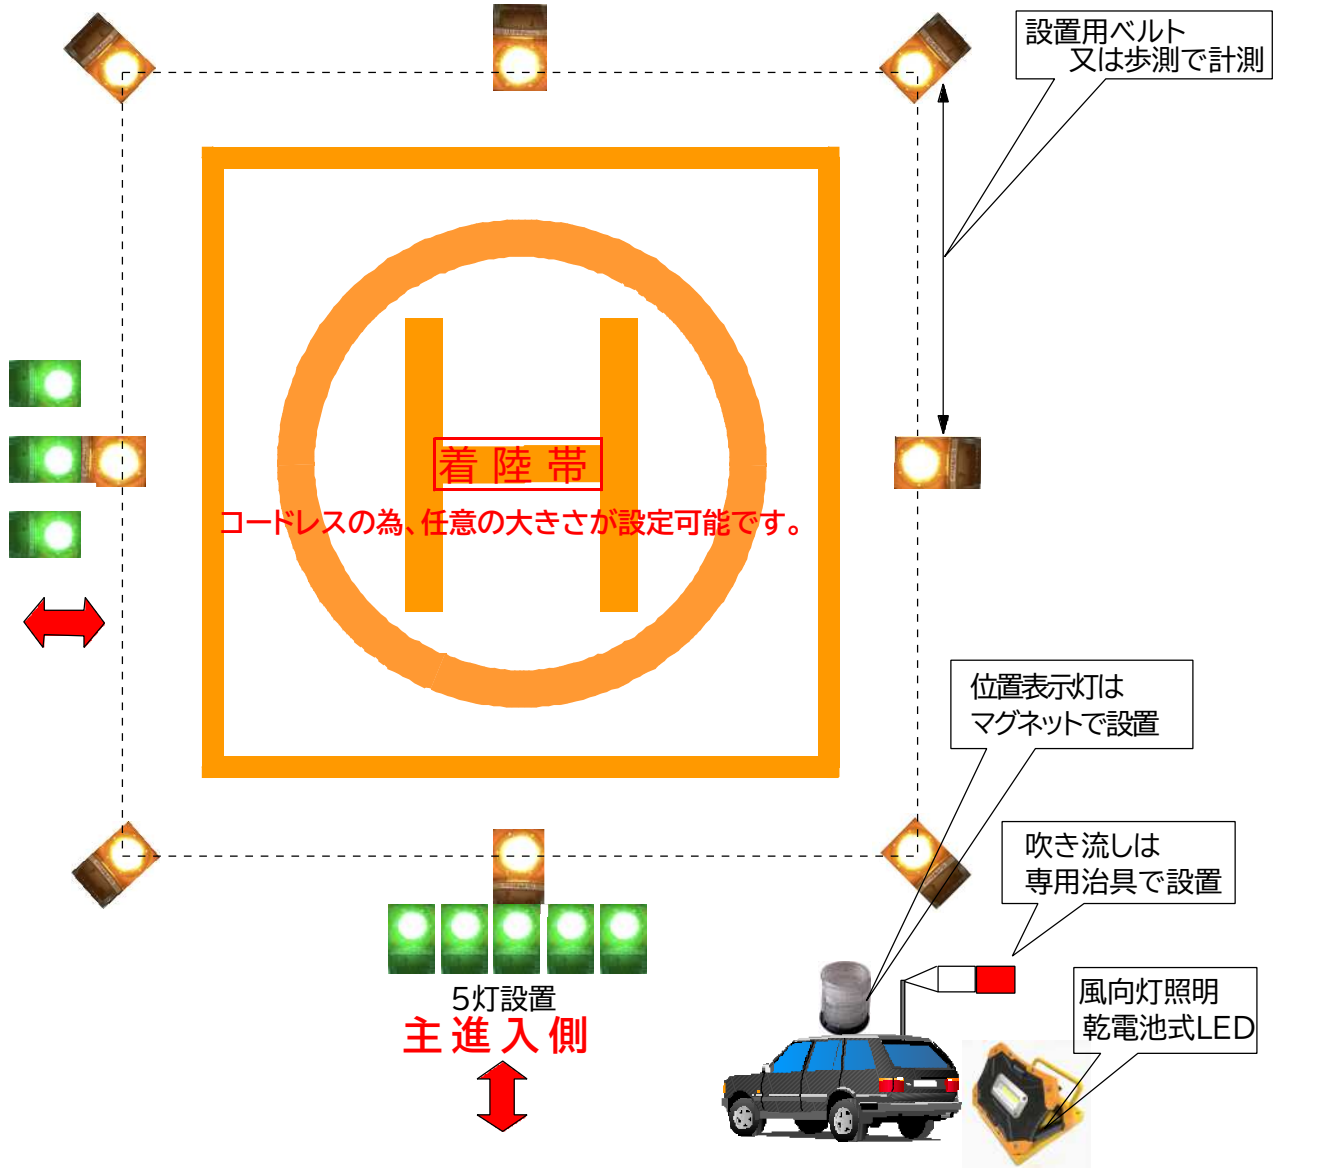 設置用ベルト
又は歩測で計測
着陸帯
コードレスの為、任意の大きさが設定可能です。
位置表示灯は
マグネットで設置
吹き流しは
専用治具で設置
5灯設置
主進入側
風向灯照明
乾電池式LED